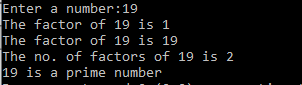 Enter a number:19
The factor of 19 is 1
The factor of 19 is 19
The no. of factors of 19 is 2
19 is a prime number